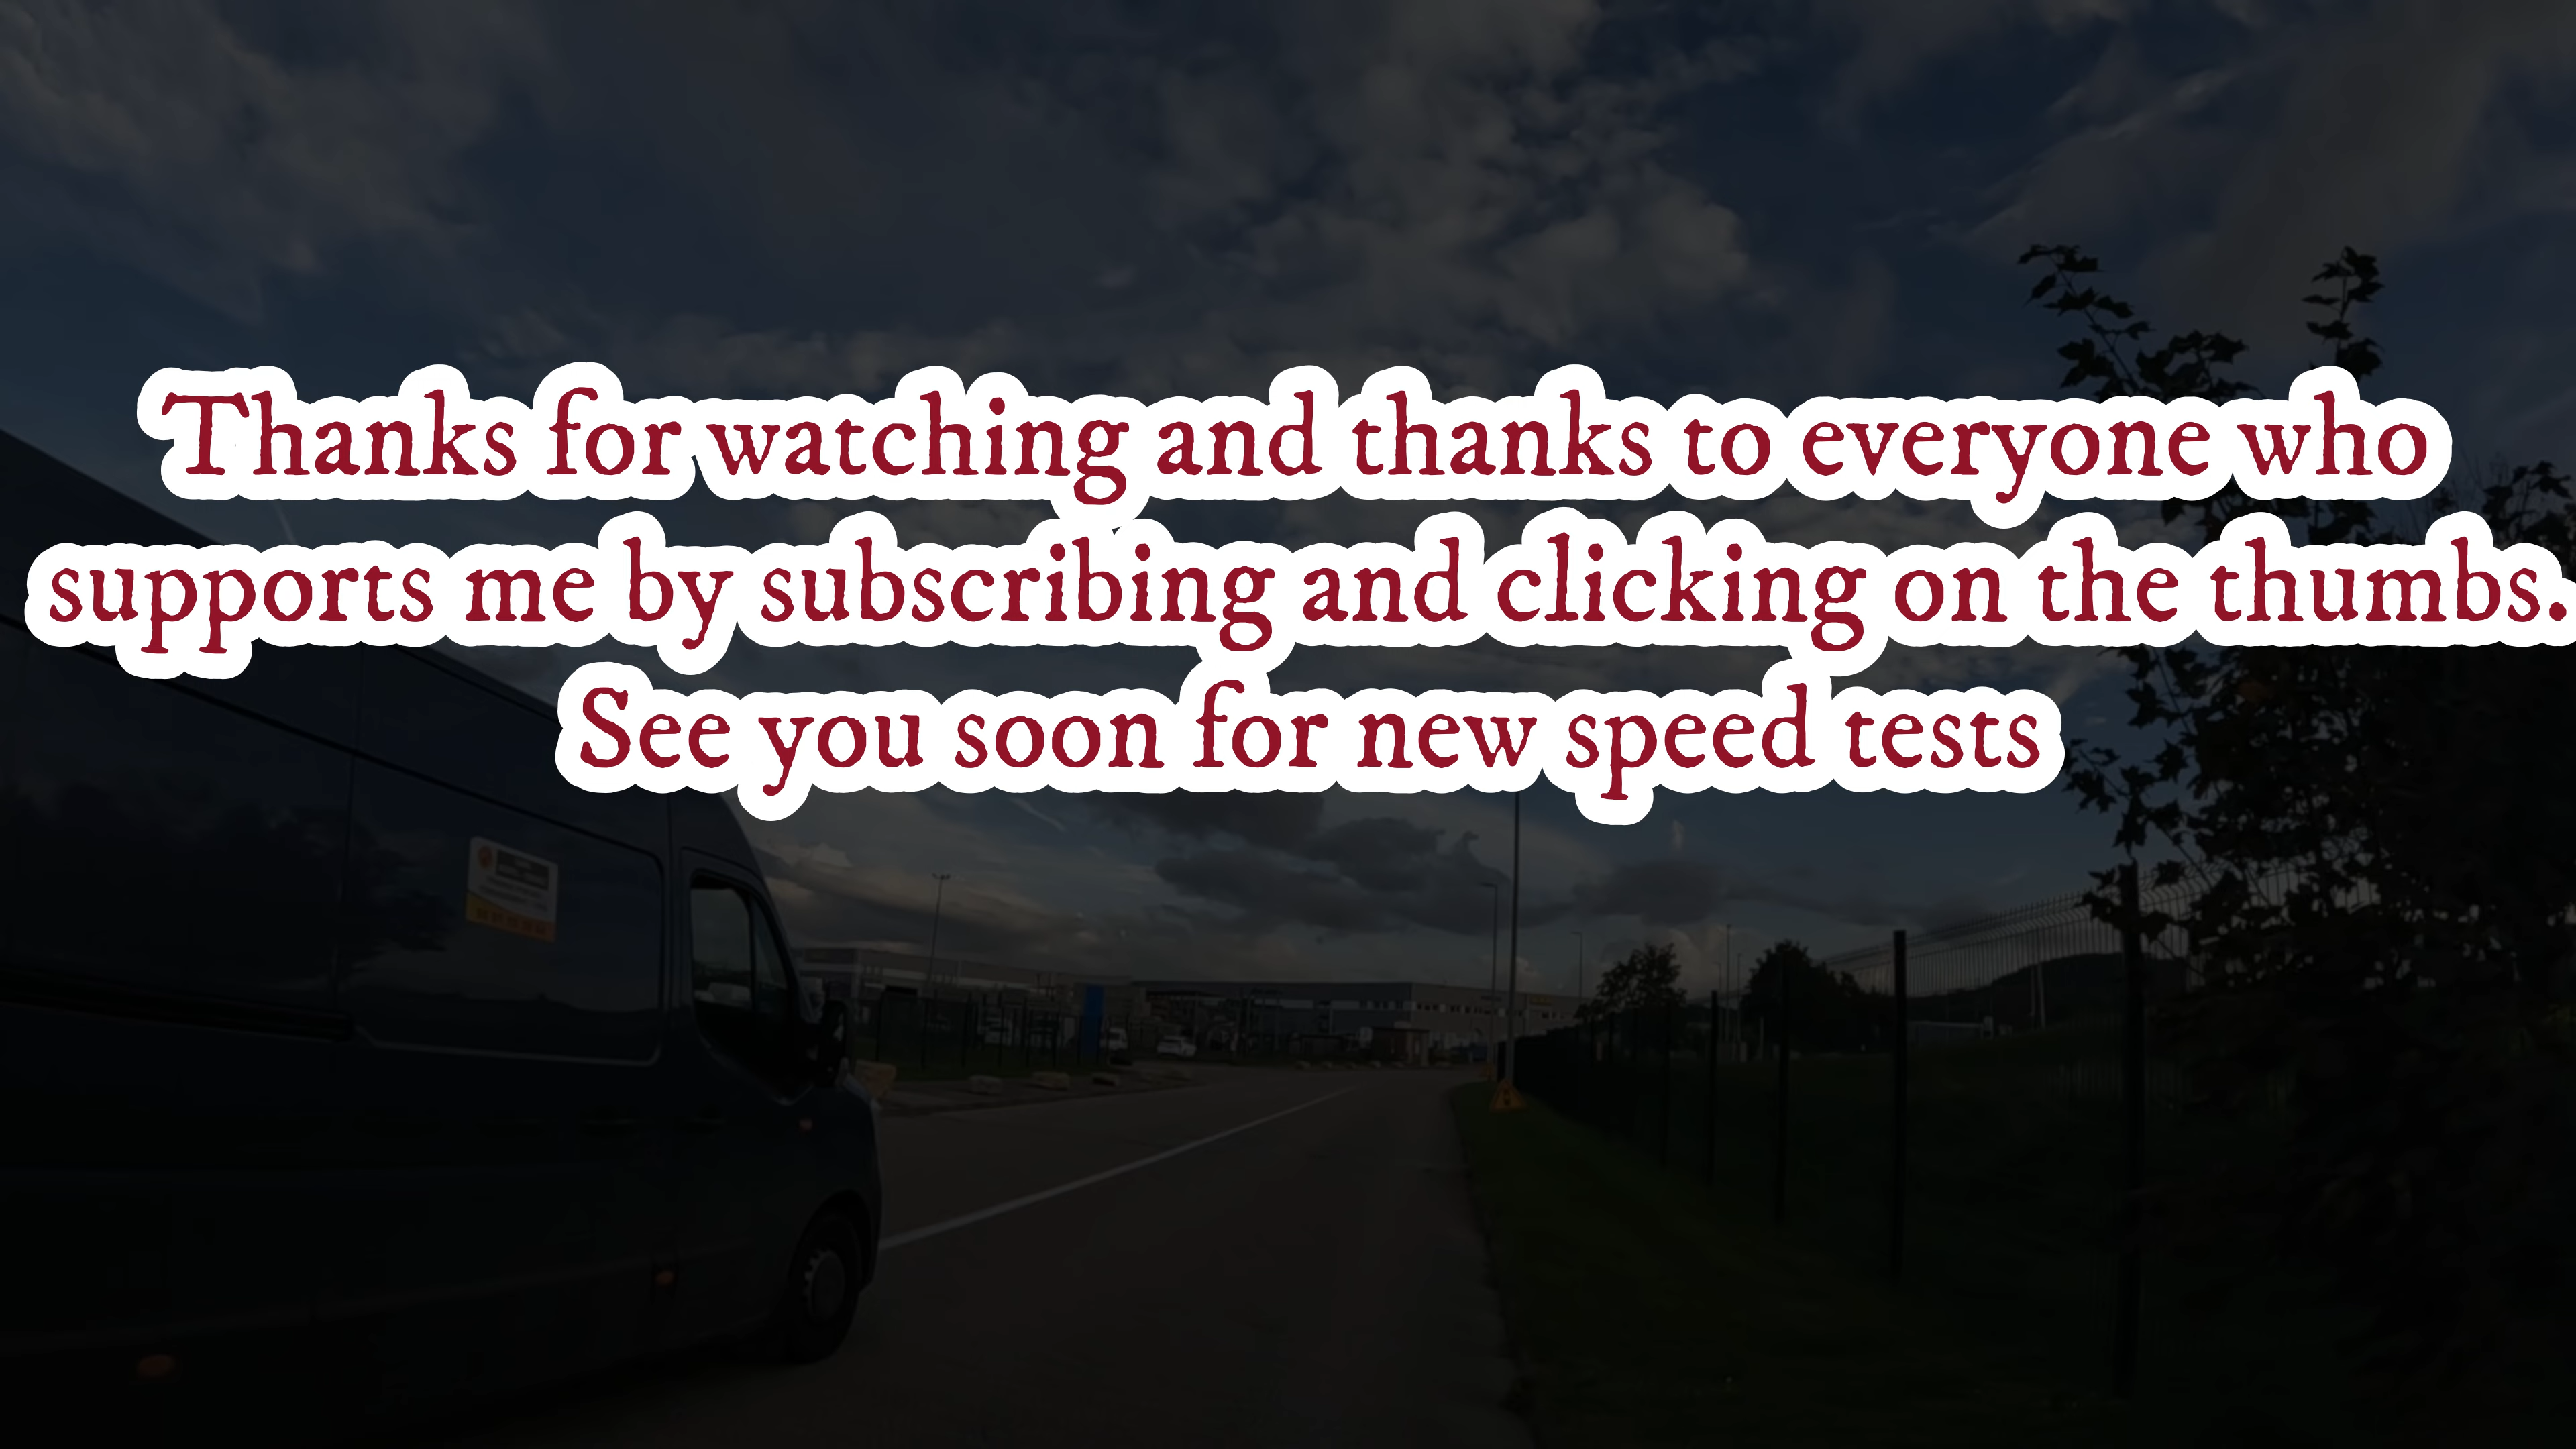 Thanks for watching and thanks to everyone who
supports me by subscribing and clicking on the thumbs.
See you soon for new speed tests